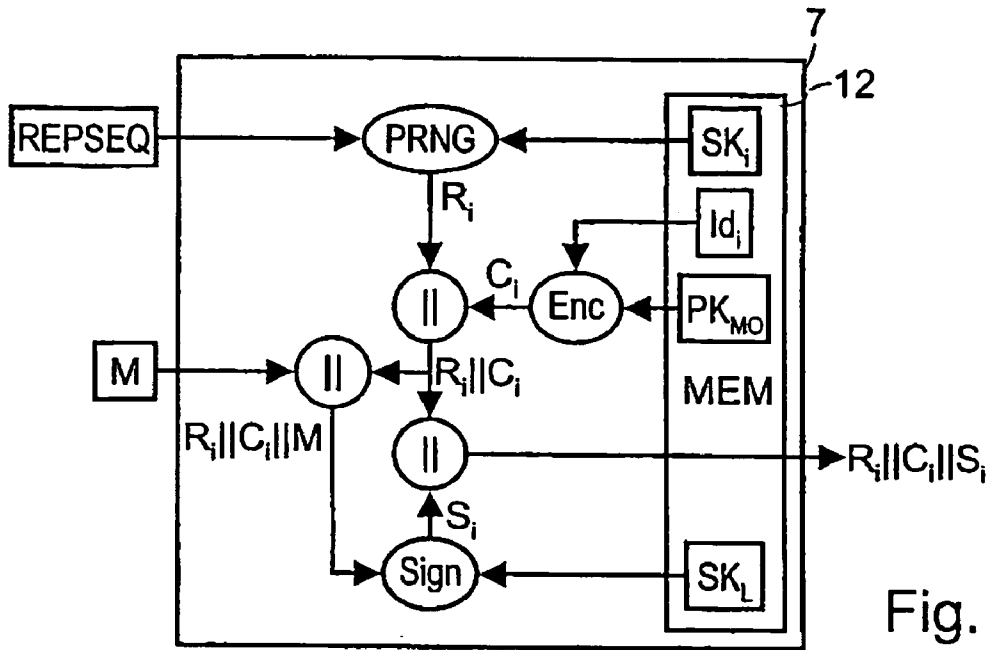 7
12
REPSEQ
PRNG
SKi
Ri
Idi
Ci
||
Enc
PKMO
M
||
Ri||Ci
MEM
Ri||Ci||M
||
Ri||Ci||Si
Si
Sign
SKL
Fig.